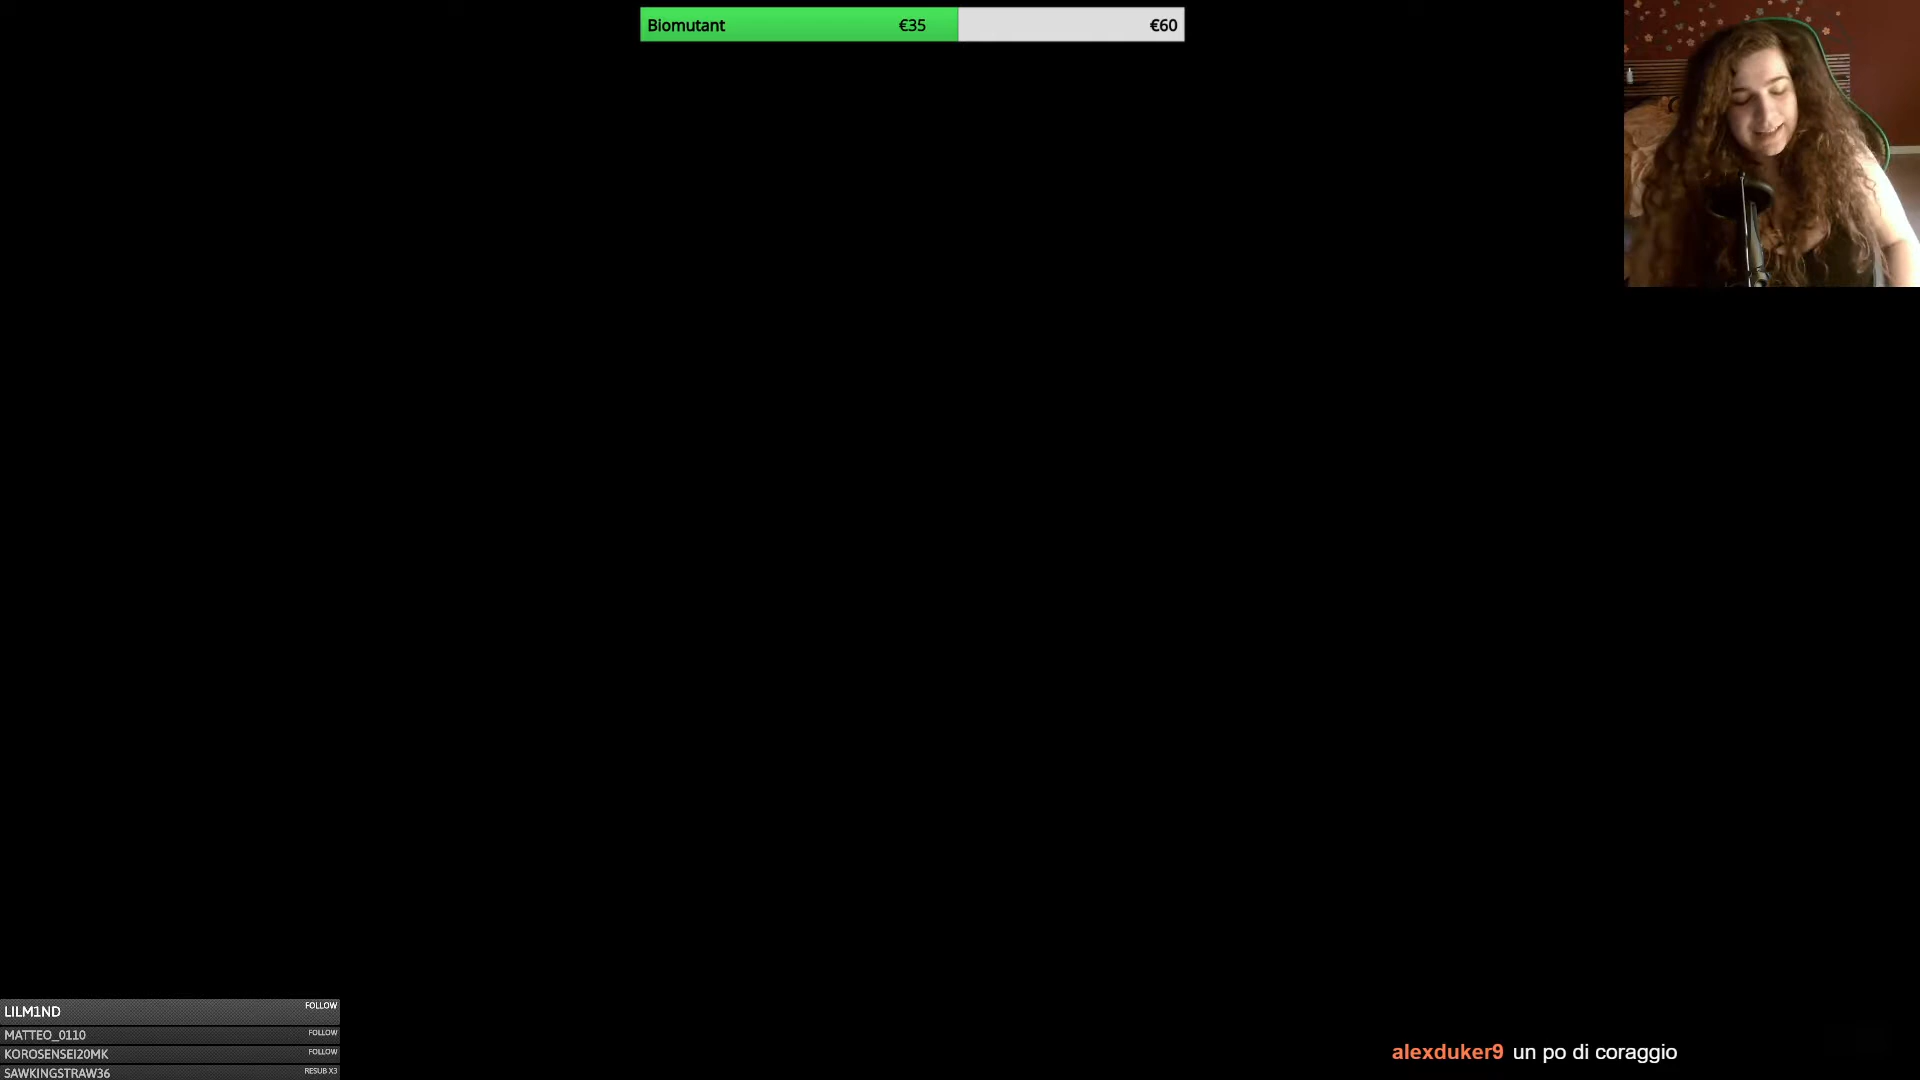 Biomutant €35 €60
LILM1ND FOLLOW
MATTEO_0110 FOLLOW
KOROSENSEI20MK FOLLOW
SAWKINGSTRAW36 RESUB X3
alexduker9 un po di coraggio